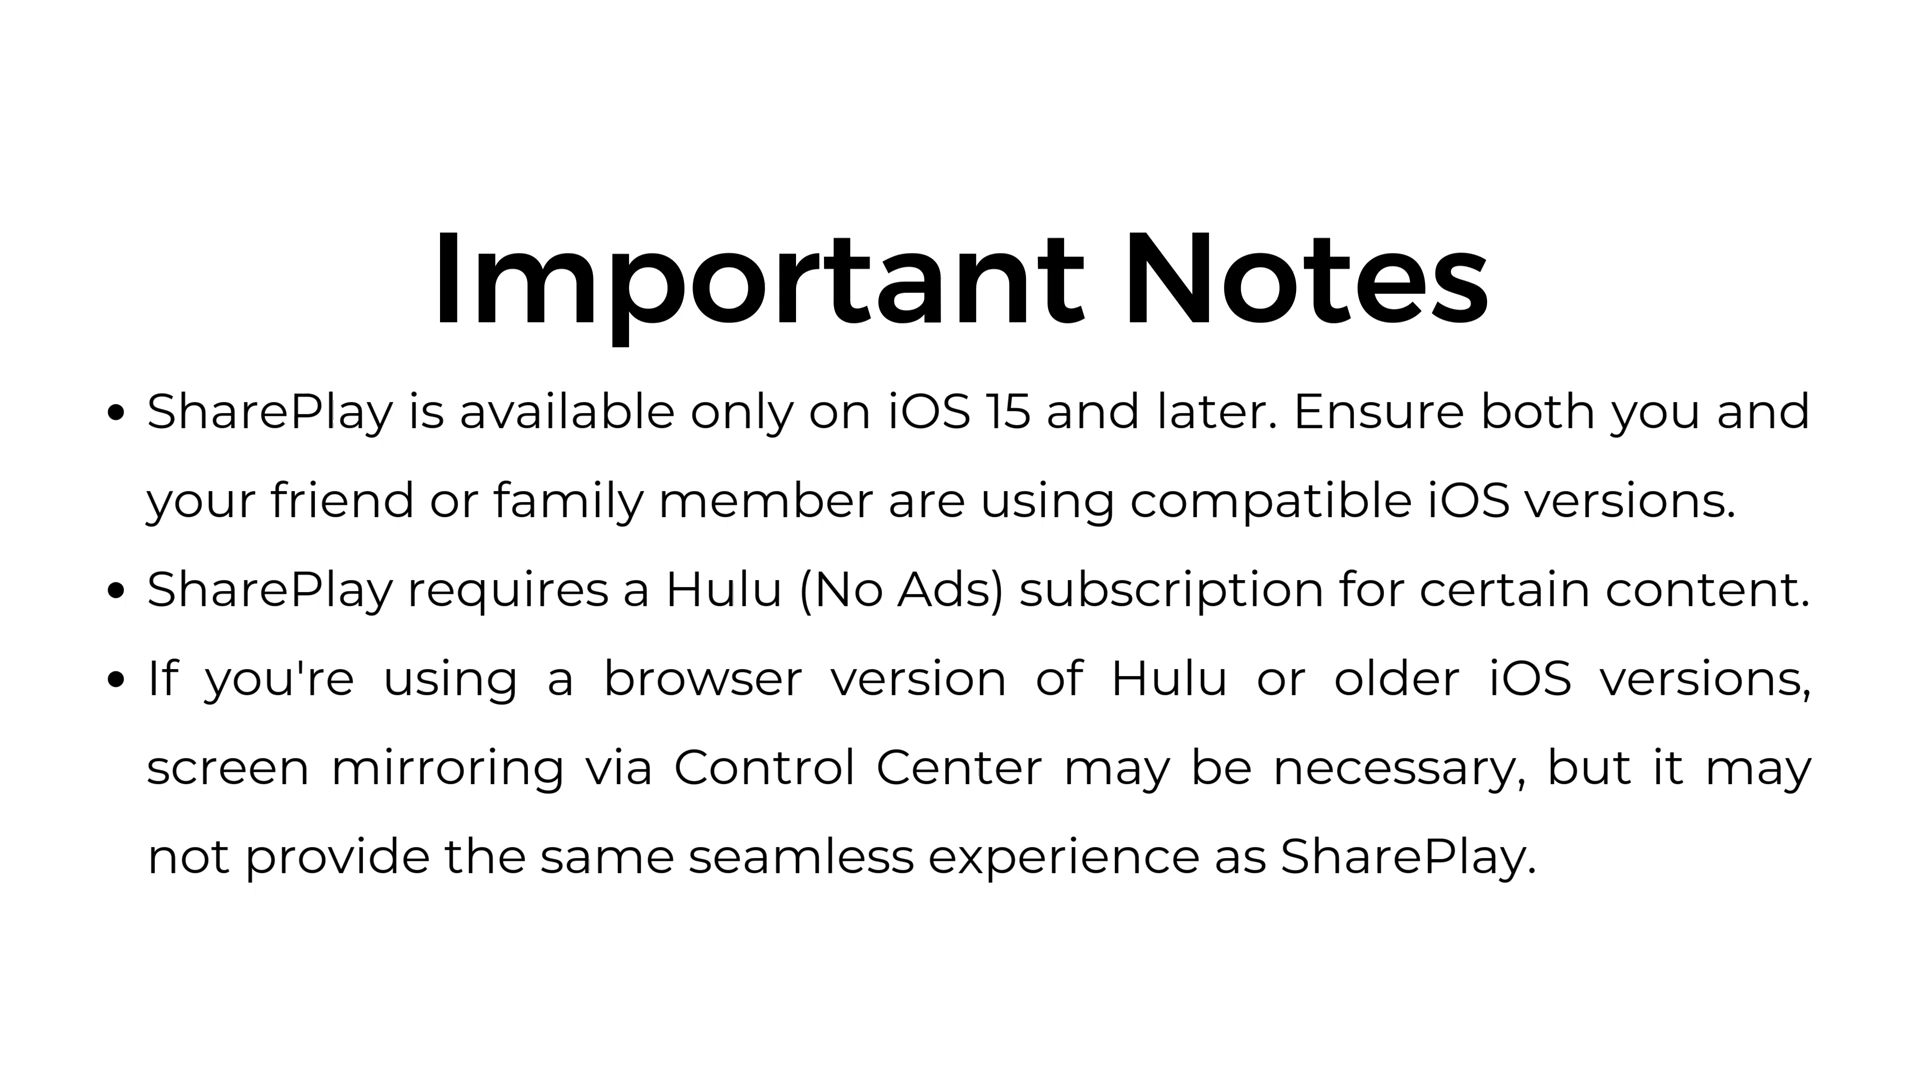 Important Notes
• SharePlay is available only on iOS 15 and later. Ensure both you and
your friend or family member are using compatible iOS versions.
• SharePlay requires a Hulu (No Ads) subscription for certain content.
• If you're using a browser version of Hulu or older iOS versions,
screen mirroring via Control Center may be necessary, but it may
not provide the same seamless experience as SharePlay.